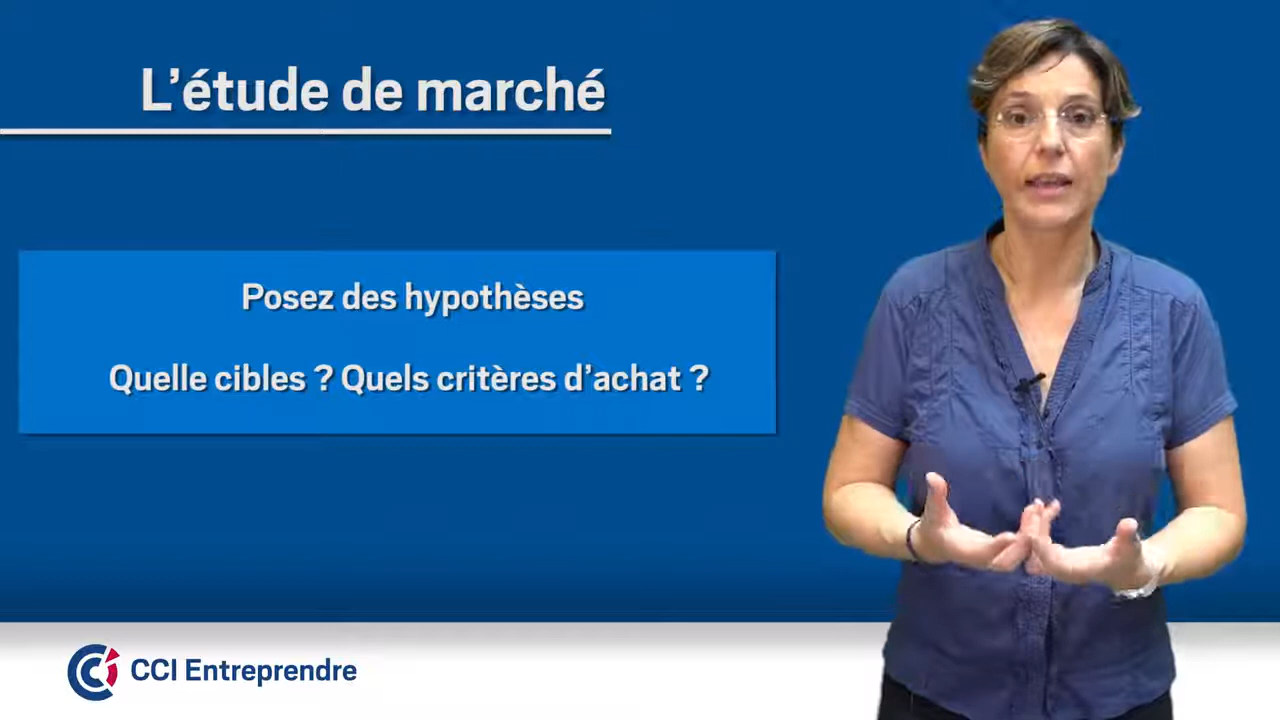 L’étude de marché
Posez des hypothèses
Quelle cibles ? Quels critères d’achat ?
CCI Entreprendre